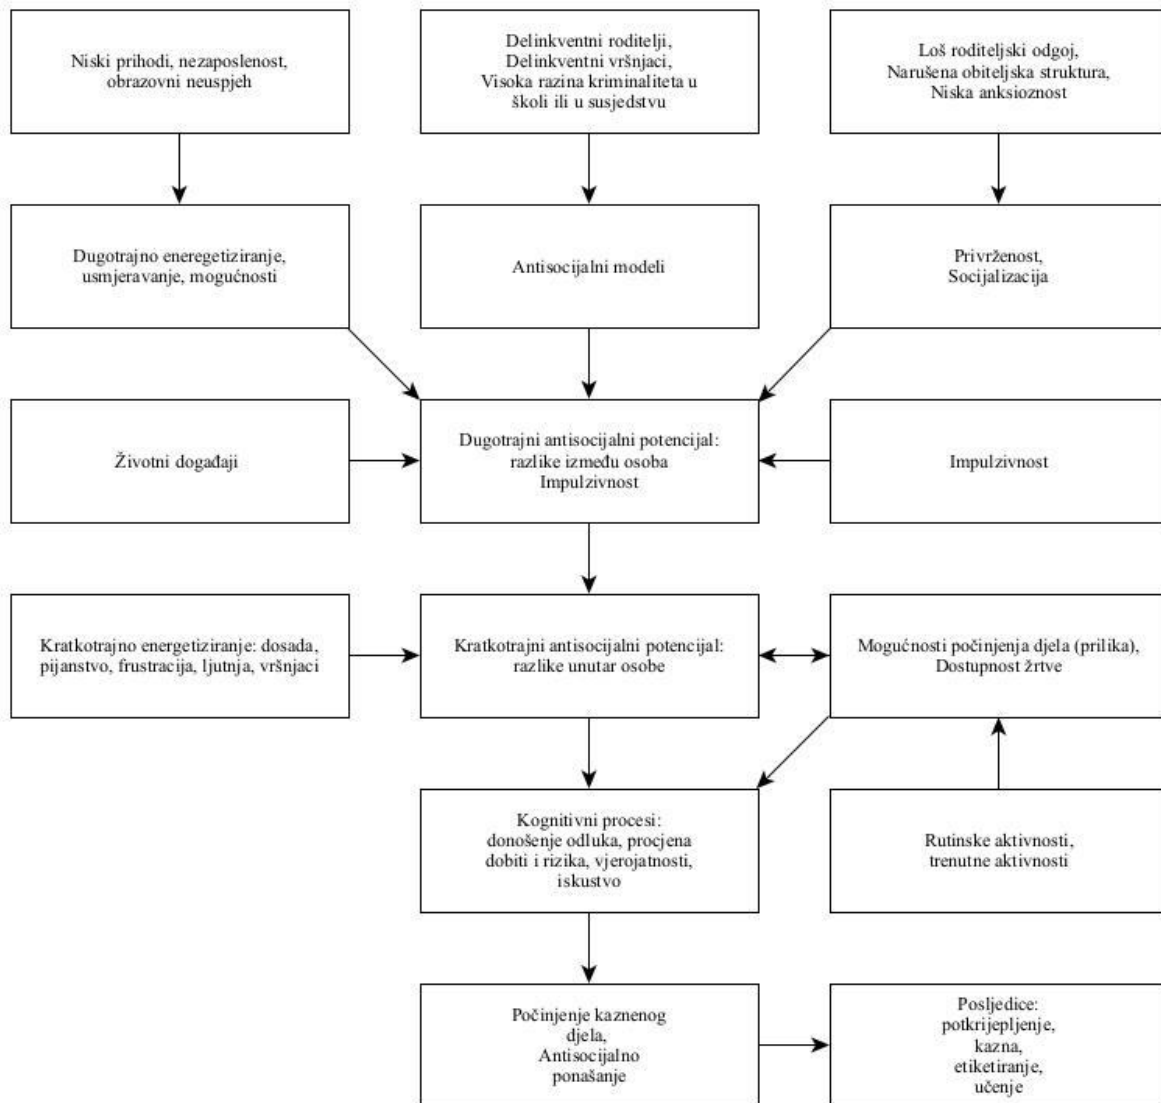 Niski prihodi, nezaposlenost,
obrazovni neuspjeh
Delinkventni roditelji,
Delinkventni vršnjaci,
Visoka razina kriminaliteta u
školi ili u susjedstvu
Loš roditeljski odgoj,
Narušena obiteljska struktura,
Niska anksioznost
Dugotrajno eneregetiziranje,
usmjeravanje, mogućnosti
Antisocijalni modeli
Privrženost,
Socijalizacija
Životni događaji
Dugotrajni antisocijalni potencijal:
razlike između osoba
Impulzivnost
Impulzivnost
Kratkotrajno energetiziranje: dosada,
pijanstvo, frustracija, ljutnja, vršnjaci
Kratkotrajni antisocijalni potencijal:
razlike unutar osobe
Mogućnosti počinjenja djela (prilika),
Dostupnost žrtve
Kognitivni procesi:
donošenje odluka, procjena
dobiti i rizika, vjerojatnosti,
iskustvo
Rutinske aktivnosti,
trenutne aktivnosti
Počinjenje kaznenog
djela,
Antisocijalno
ponašanje
Posljedice:
potkrijepljenje,
kazna,
etiketiranje,
učenje